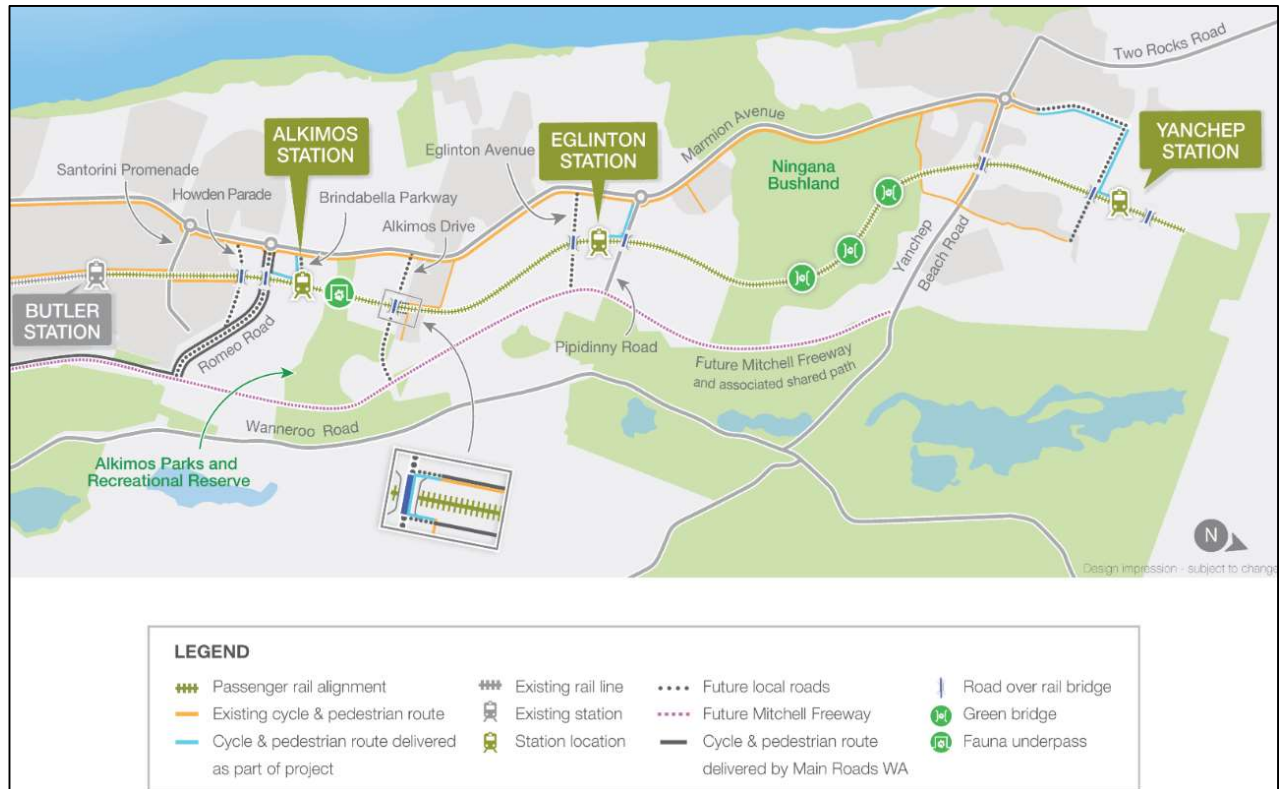 Two Rocks Road
YANCHEP
STATION
EGLINTON
STATION
Marmion Avenue
ALKIMOS
STATION
Eglinton Avenue
Santorini Promenade
Howden Parade
Brindabella Parkway
Alkimos Drive
Ningana
Bushland
Yanchep
Beach Road
BUTLER
STATION
Romeo Road
Pipidinny Road
Future Mitchell Freeway
and associated shared path
Wanneroo Road
Alkimos Parks and
Recreational Reserve
N
Design impression - subject to change
LEGEND
Passenger rail alignment
Existing cycle & pedestrian route
Cycle & pedestrian route delivered
as part of project
Existing rail line
Existing station
Station location
Future local roads
Future Mitchell Freeway
Cycle & pedestrian route
delivered by Main Roads WA
Road over rail bridge
Green bridge
Fauna underpass